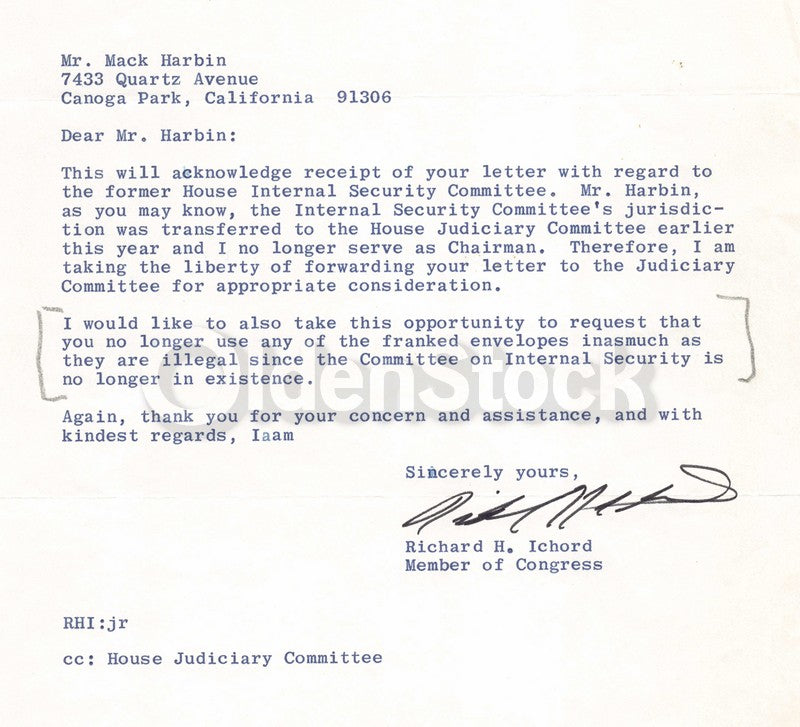 Mr. Mack Harbin
7433 Quartz Avenue
Canoga Park, California  91306
Dear Mr. Harbin:
This will acknowledge receipt of your letter with regard to
the former House Internal Security Committee.  Mr. Harbin,
as you may know, the Internal Security Committee's jurisdic-
tion was transferred to the House Judiciary Committee earlier
this year and I no longer serve as Chairman.  Therefore, I am
taking the liberty of forwarding your letter to the Judiciary
Committee for appropriate consideration.
I would like to also take this opportunity to request that
you no longer use any of the franked envelopes inasmuch as
they are illegal since the Committee on Internal Security is
no longer in existence.
OldenStock
Again, thank you for your concern and assistance, and with
kindest regards, Iaam
Sincerely yours,
Richard H. Ichord
Member of Congress
RHI:jr
cc: House Judiciary Committee